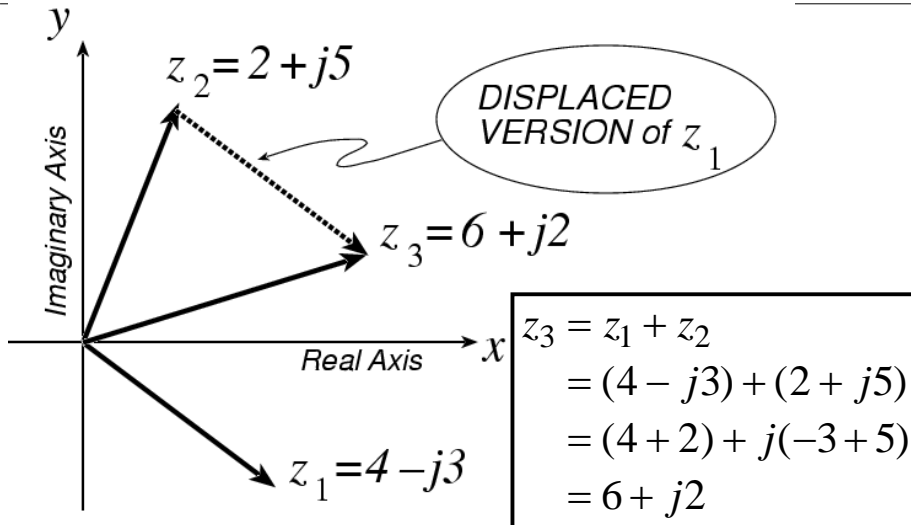 y
z₂ = 2 + j5
DISPLACED
VERSION of z₁
Imaginary Axis
z₃ = 6 + j2
x
Real Axis
z₁ = 4 − j3
z₃ = z₁ + z₂
= (4 − j3) + (2 + j5)
= (4 + 2) + j(−3 + 5)
= 6 + j2